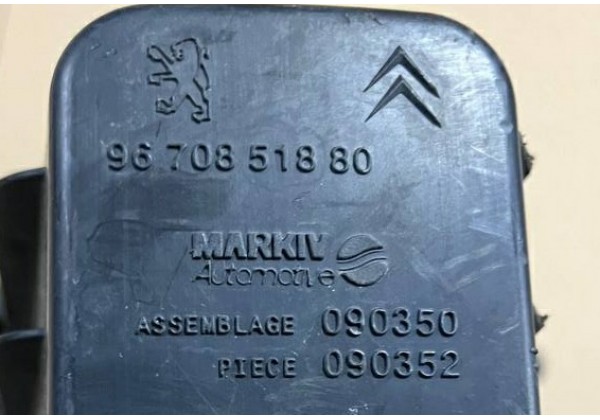 96 708 518 80
MARKIV
Automotive
ASSEMBLAGE 090350
PIECE 090352